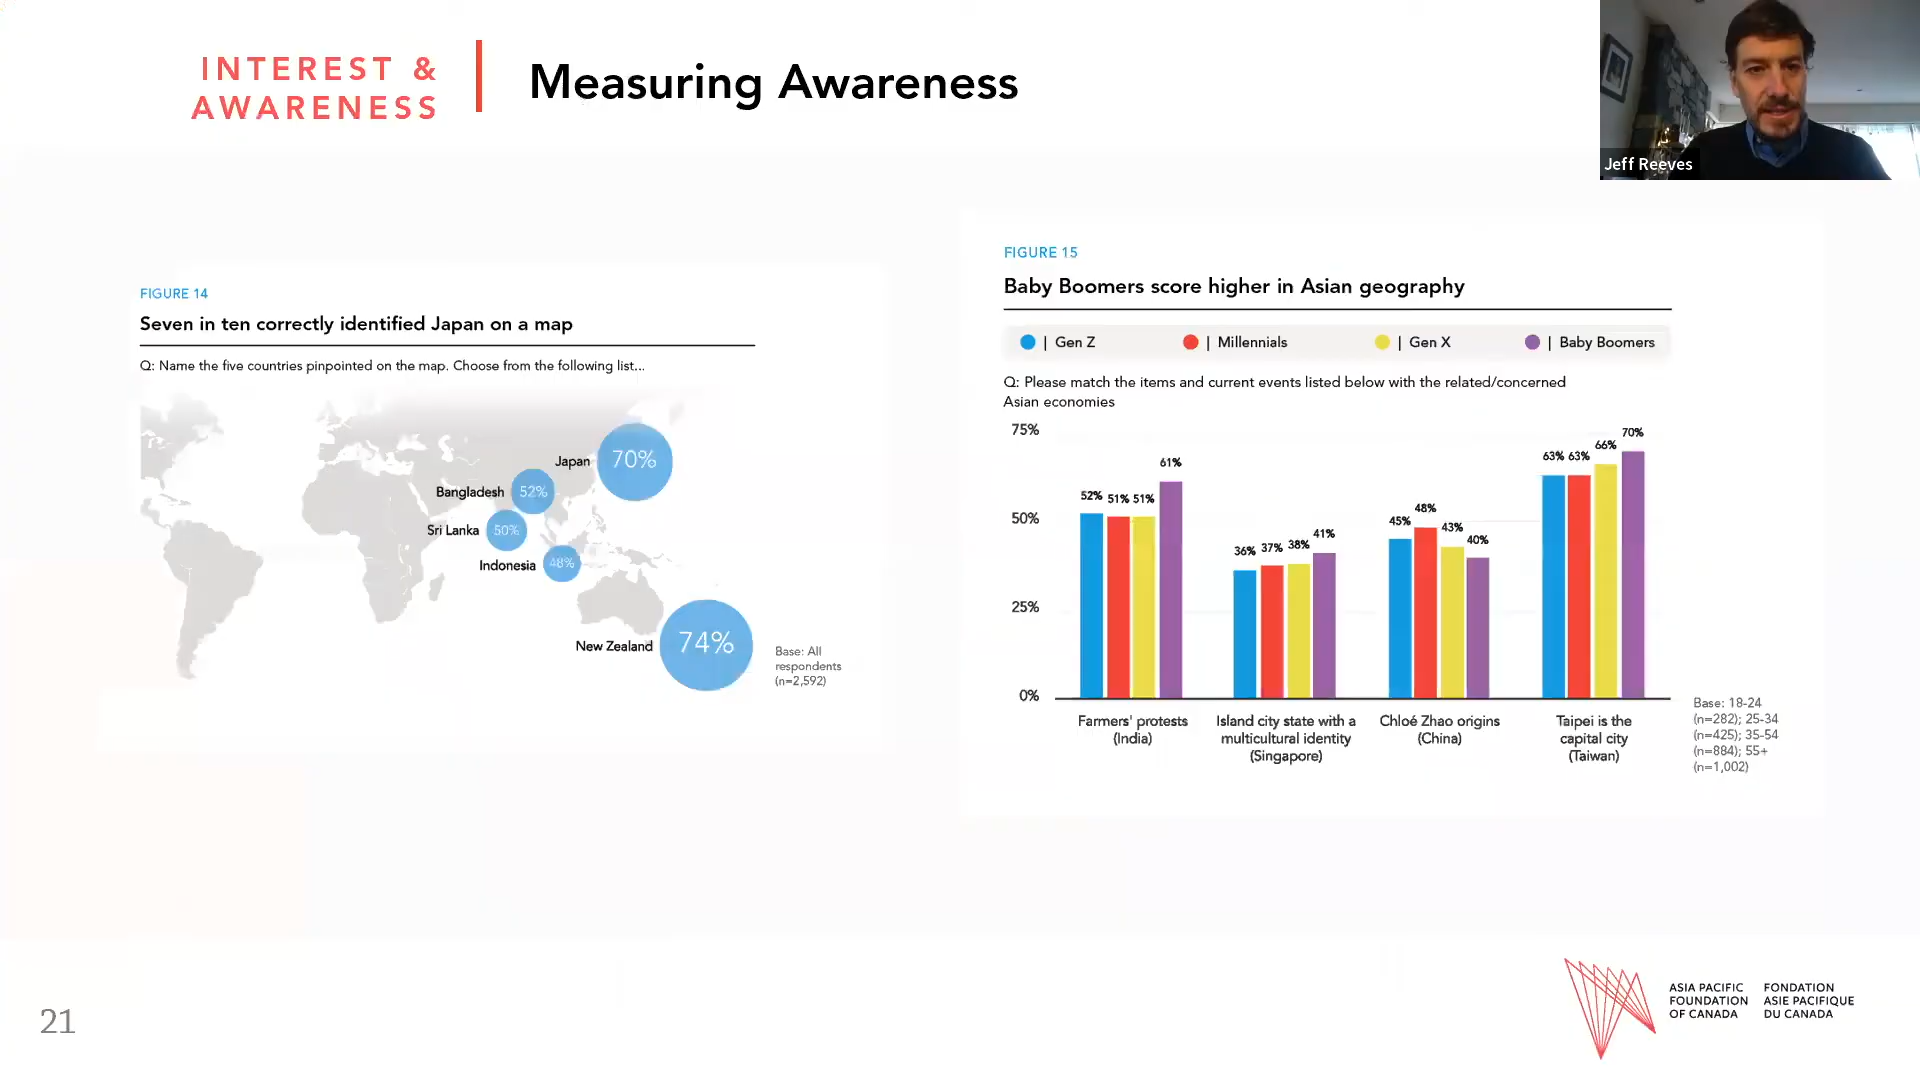 INTEREST &
AWARENESS
Measuring Awareness
Jeff Reeves
FIGURE 14
Seven in ten correctly identified Japan on a map
Q: Name the five countries pinpointed on the map. Choose from the following list...
Japan
70%
Bangladesh
52%
Sri Lanka
50%
Indonesia
48%
New Zealand
74%
Base: All
respondents
(n=2,592)
FIGURE 15
Baby Boomers score higher in Asian geography
| Gen Z
| Millennials
| Gen X
| Baby Boomers
Q: Please match the items and current events listed below with the related/concerned
Asian economies
75%
50%
25%
0%
52% 51% 51% 61%
36% 37% 38% 41%
45% 48% 43% 40%
63% 63% 66% 70%
Farmers' protests
(India)
Island city state with a
multicultural identity
(Singapore)
Chloé Zhao origins
(China)
Taipei is the
capital city
(Taiwan)
Base: 18-24
(n=282); 25-34
(n=425); 35-54
(n=884); 55+
(n=1,002)
21
ASIA PACIFIC
FOUNDATION
OF CANADA
FONDATION
ASIE PACIFIQUE
DU CANADA